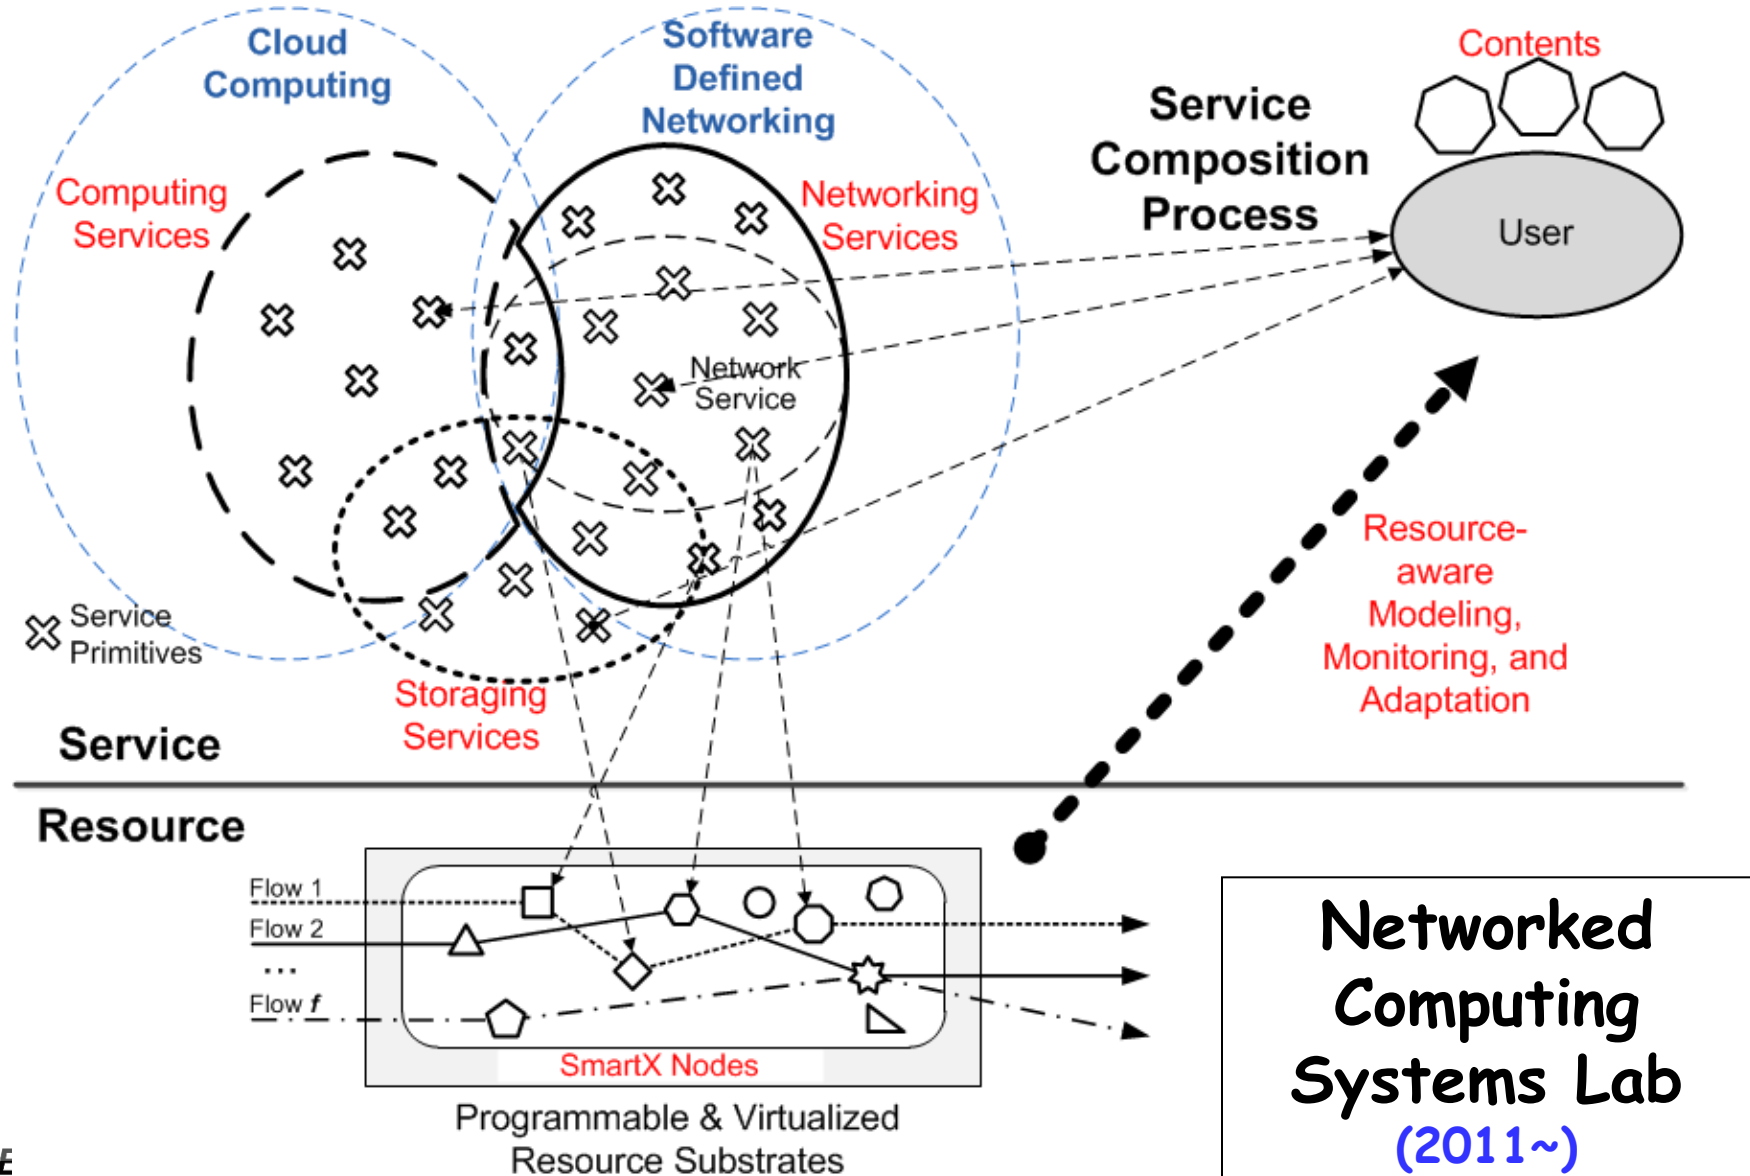 Cloud
Computing
Software
Defined
Networking
Contents
Service
Composition
Process
Computing
Services
Networking
Services
User
Network
Service
Resource-
aware
Modeling,
Monitoring, and
Adaptation
Service
Primitives
Storaging
Services
Service
Resource
Flow 1
Flow 2
...
Flow f
SmartX Nodes
Programmable & Virtualized
Resource Substrates
Networked
Computing
Systems Lab
(2011~)